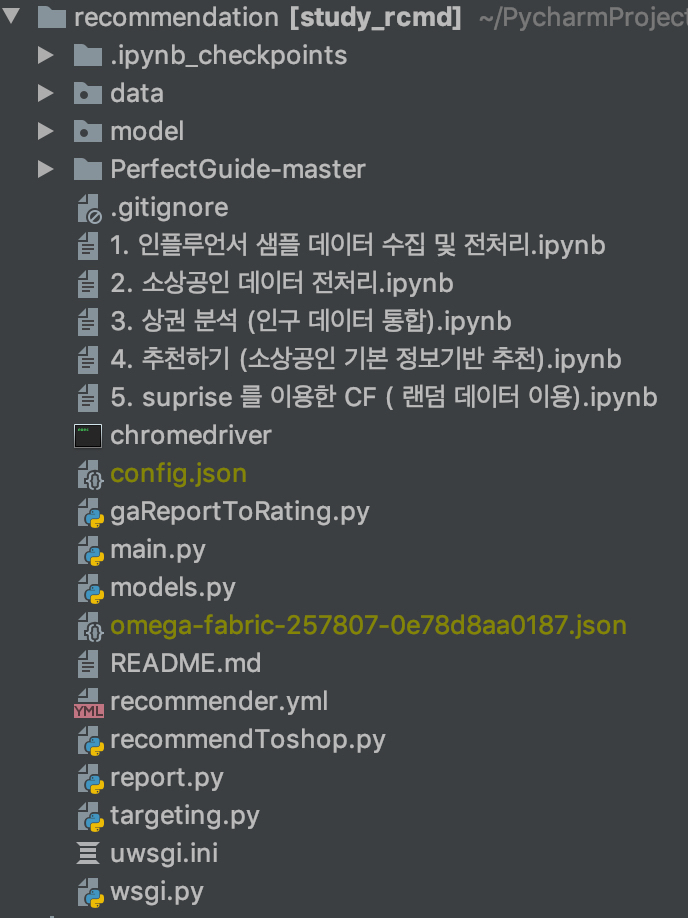 recommendation [study_rcmd] ~/PycharmProject
.ipynb_checkpoints
data
model
PerfectGuide-master
.gitignore
1. 인플루언서 샘플 데이터 수집 및 전처리.ipynb
2. 소상공인 데이터 전처리.ipynb
3. 상권 분석 (인구 데이터 통합).ipynb
4. 추천하기 (소상공인 기본 정보기반 추천).ipynb
5. suprise 를 이용한 CF ( 랜덤 데이터 이용).ipynb
chromedriver
config.json
gaReportToRating.py
main.py
models.py
omega-fabric-257807-0e78d8aa0187.json
README.md
YML recommender.yml
recommendToshop.py
report.py
targeting.py
uwsgi.ini
wsgi.py